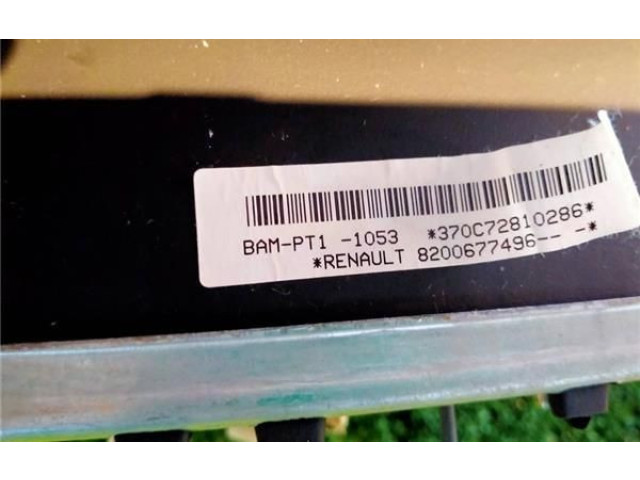 BAM-PT1 -1053 *370C72810286*
*RENAULT 8200677496-- -*